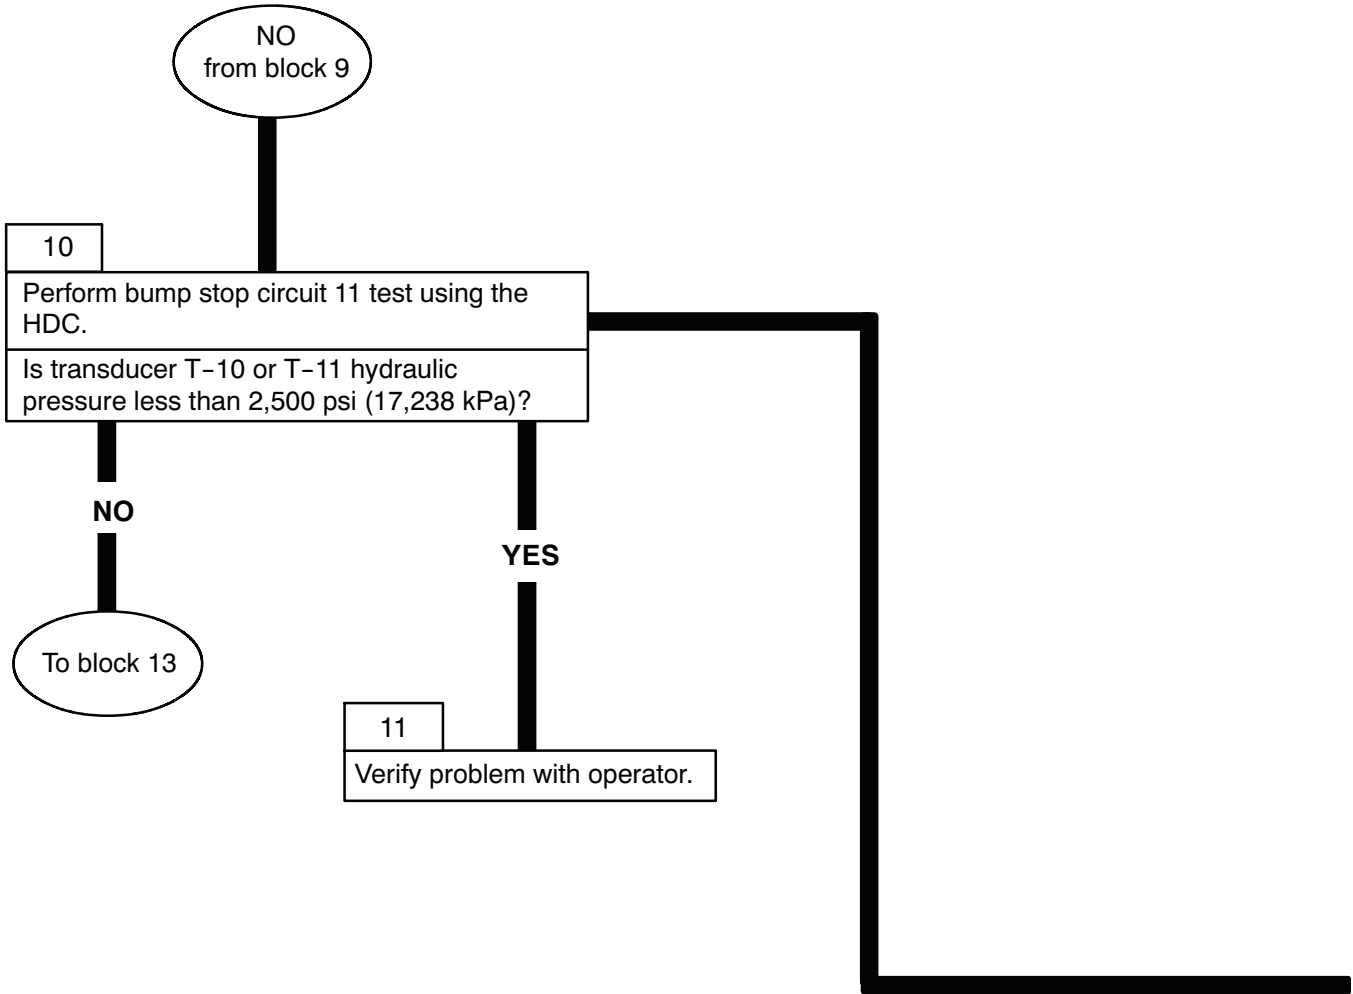 NO
from block 9
10
Perform bump stop circuit 11 test using the
HDC.
Is transducer T-10 or T-11 hydraulic
pressure less than 2,500 psi (17,238 kPa)?
NO
YES
To block 13
11
Verify problem with operator.